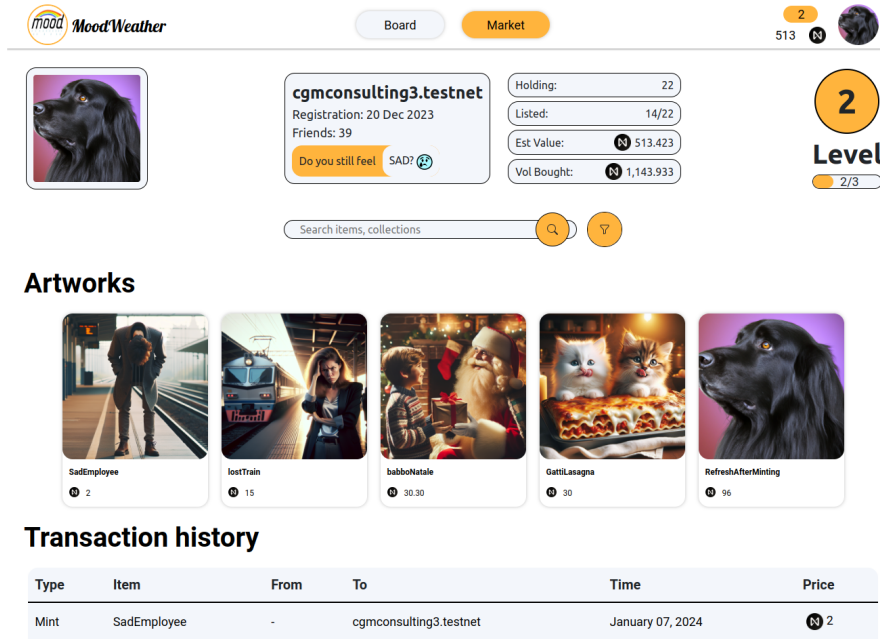 mood MoodWeather
Board
Market
2
513
cgmconsulting3.testnet
Registration: 20 Dec 2023
Friends: 39
Do you still feel SAD?
Holding: 22
Listed: 14/22
Est Value: 513.423
Vol Bought: 1,143.933
2
Level
2/3
Search items, collections
Artworks
SadEmployee
2
lostTrain
15
babboNatale
30.30
GattiLasagna
30
RefreshAfterMinting
96
Transaction history
Type Item From To Time Price
Mint SadEmployee - cgmconsulting3.testnet January 07, 2024 2